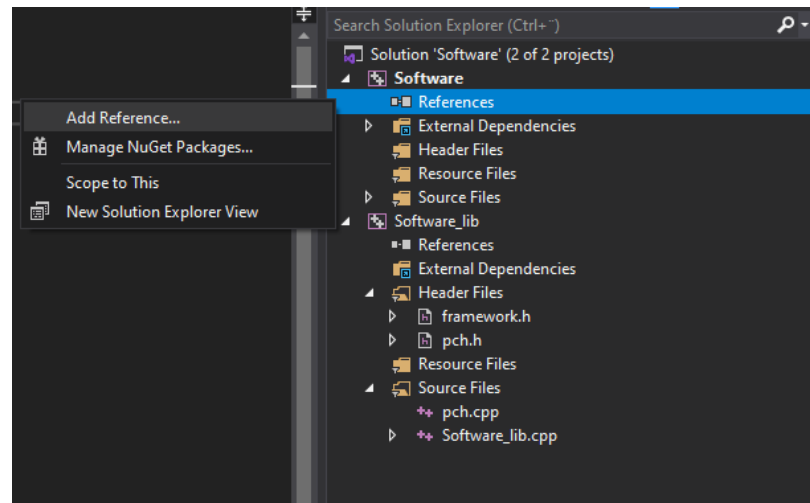 Search Solution Explorer (Ctrl+¨)
Solution 'Software' (2 of 2 projects)
Software
References
External Dependencies
Header Files
Resource Files
Source Files
Software_lib
References
External Dependencies
Header Files
framework.h
pch.h
Resource Files
Source Files
pch.cpp
Software_lib.cpp
Add Reference...
Manage NuGet Packages...
Scope to This
New Solution Explorer View